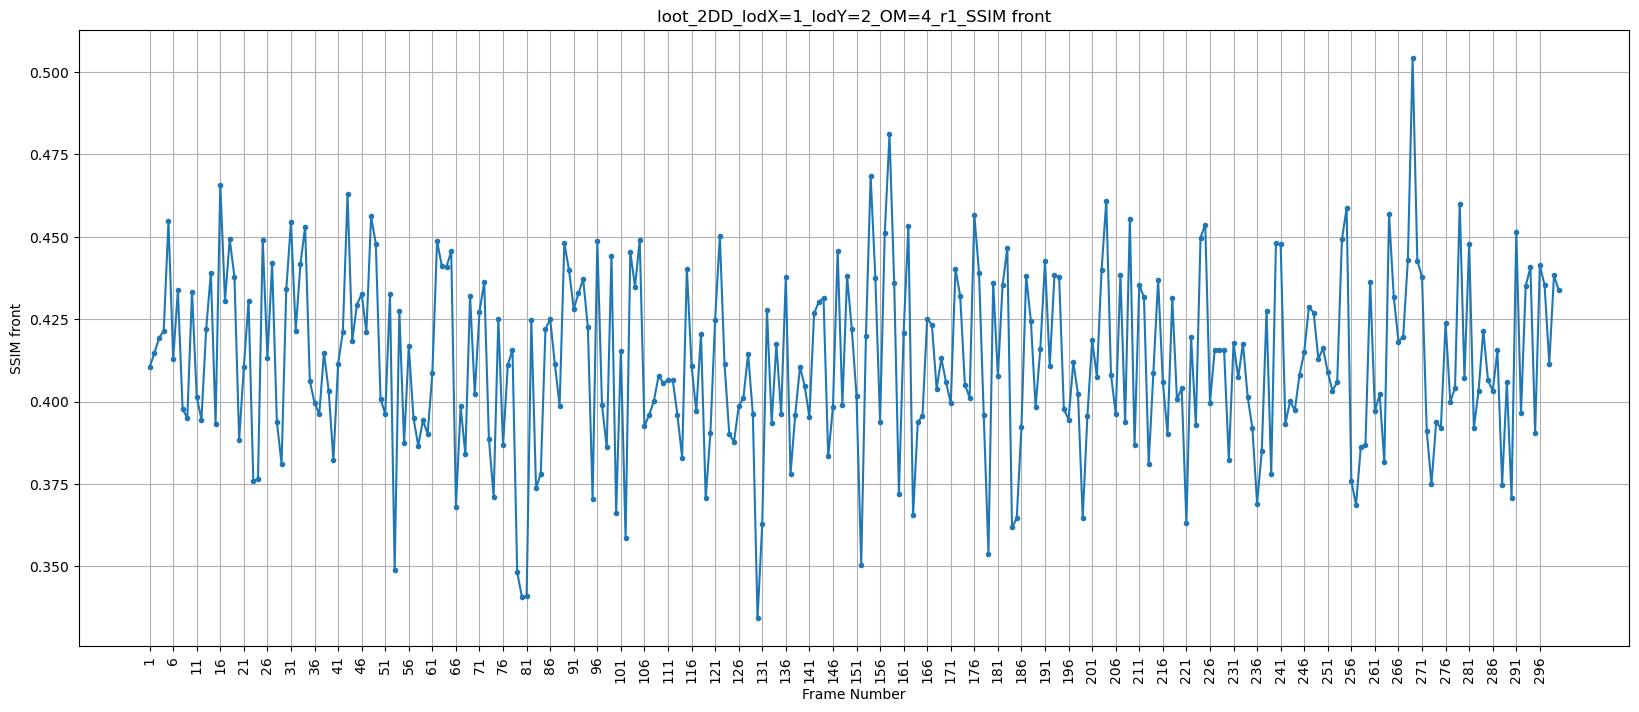 loot_2DD_lodX=1_lodY=2_OM=4_r1_SSIM front
0.500
0.475
0.450
0.425
0.400
0.375
0.350
SSIM front
1 6 11 16 21 26 31 36 41 46 51 56 61 66 71 76 81 86 91 96 101 106 111 116 121 126 131 136 141 146 151 156 161 166 171 176 181 186 191 196 201 206 211 216 221 226 231 236 241 246 251 256 261 266 271 276 281 286 291 296
Frame Number